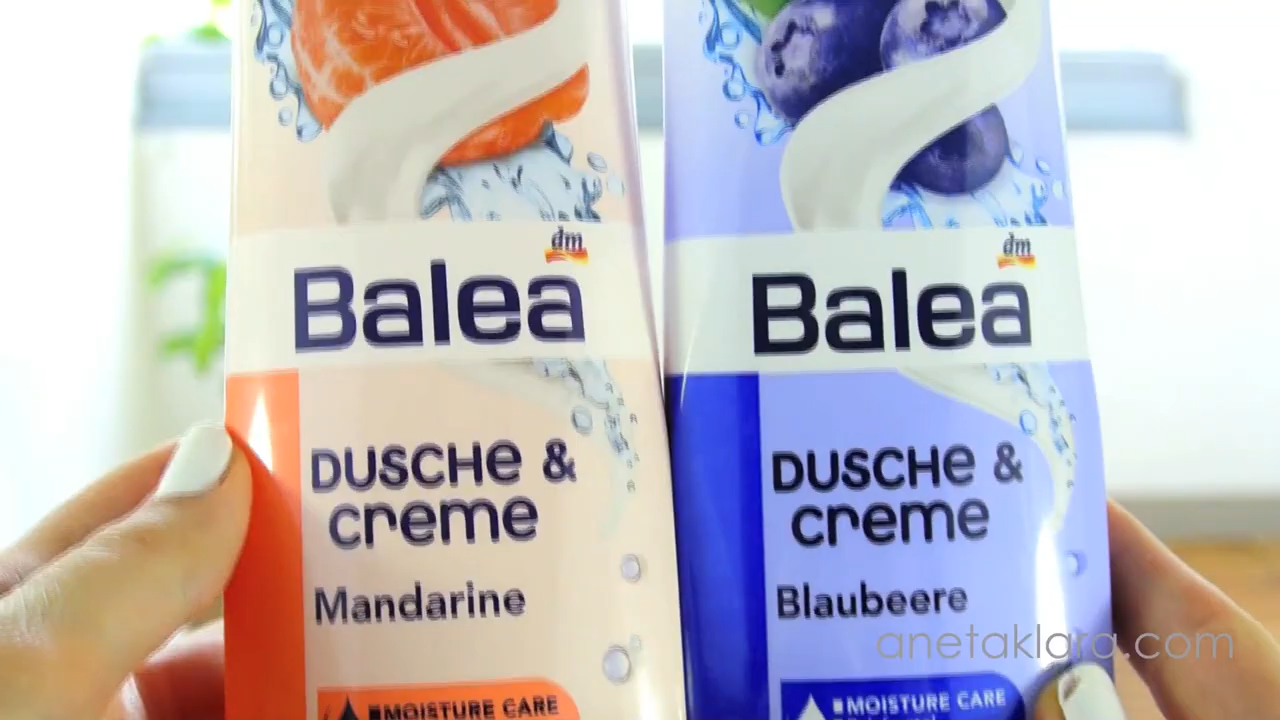 dm
Balea
DUSCHe &
creme
Mandarine
MOISTURE CARE
dm
Balea
DUSCHe &
creme
Blaubeere
MOISTURE CARE
anetaklara.com